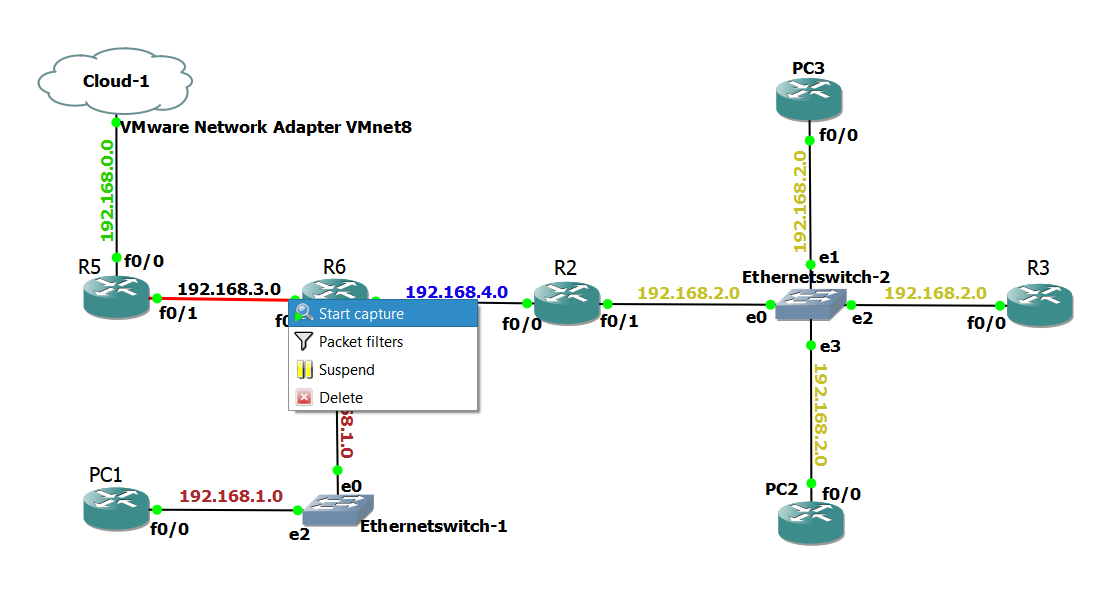 Cloud-1
VMware Network Adapter VMnet8
192.168.0.0
f0/0
R5
f0/1
192.168.3.0
R6
192.168.4.0
Start capture
Packet filters
Suspend
Delete
R2
f0/0
f0/1
192.168.2.0
e0
Ethernetswitch-2
e1
192.168.2.0
f0/0
PC3
e2
192.168.2.0
f0/0
R3
e3
192.168.2.0
PC2
f0/0
PC1
f0/0
192.168.1.0
e2
e0
Ethernetswitch-1